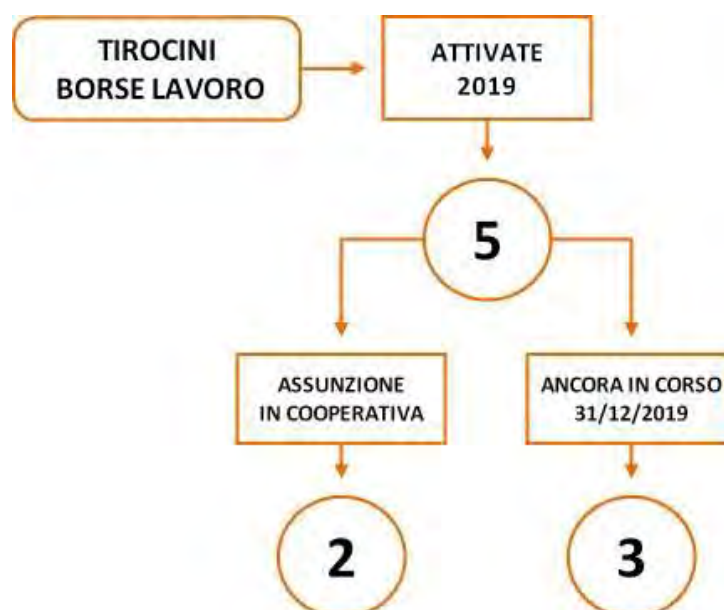 TIROCINI
BORSE LAVORO
ATTIVATE
2019
5
ASSUNZIONE
IN COOPERATIVA
ANCORA IN CORSO
31/12/2019
2
3